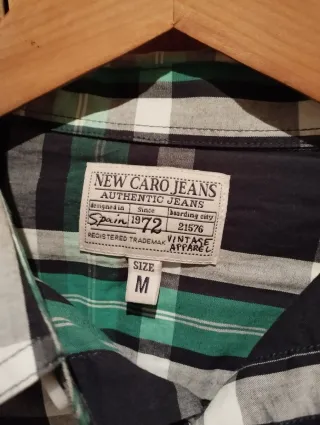 NEW CARO JEANS
AUTHENTIC JEANS
designed in Since boarding city
Spain 1972 21576
REGISTERED TRADEMAK VINTAGE APPAREL
SIZE
M